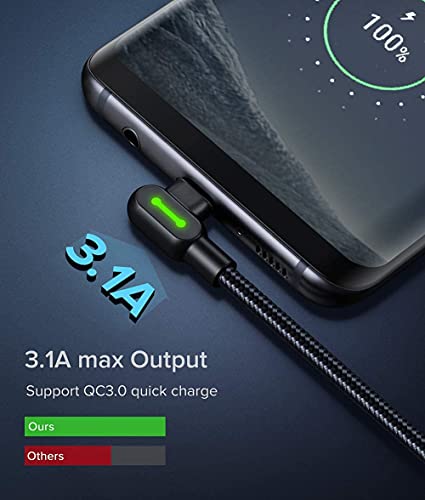 100%
3.1A
3.1A max Output
Support QC3.0 quick charge
Ours
Others